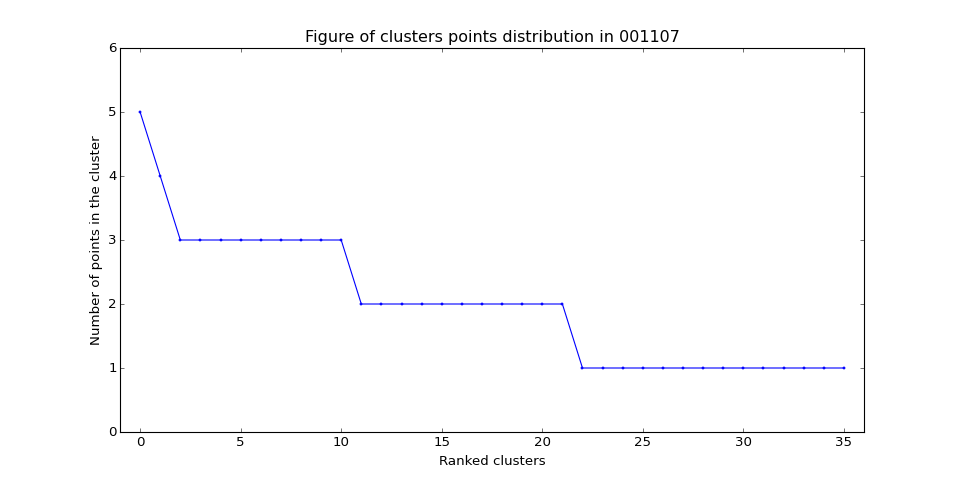 Figure of clusters points distribution in 001107
6
5
4
3
2
1
0
Number of points in the cluster
0 5 10 15 20 25 30 35
Ranked clusters